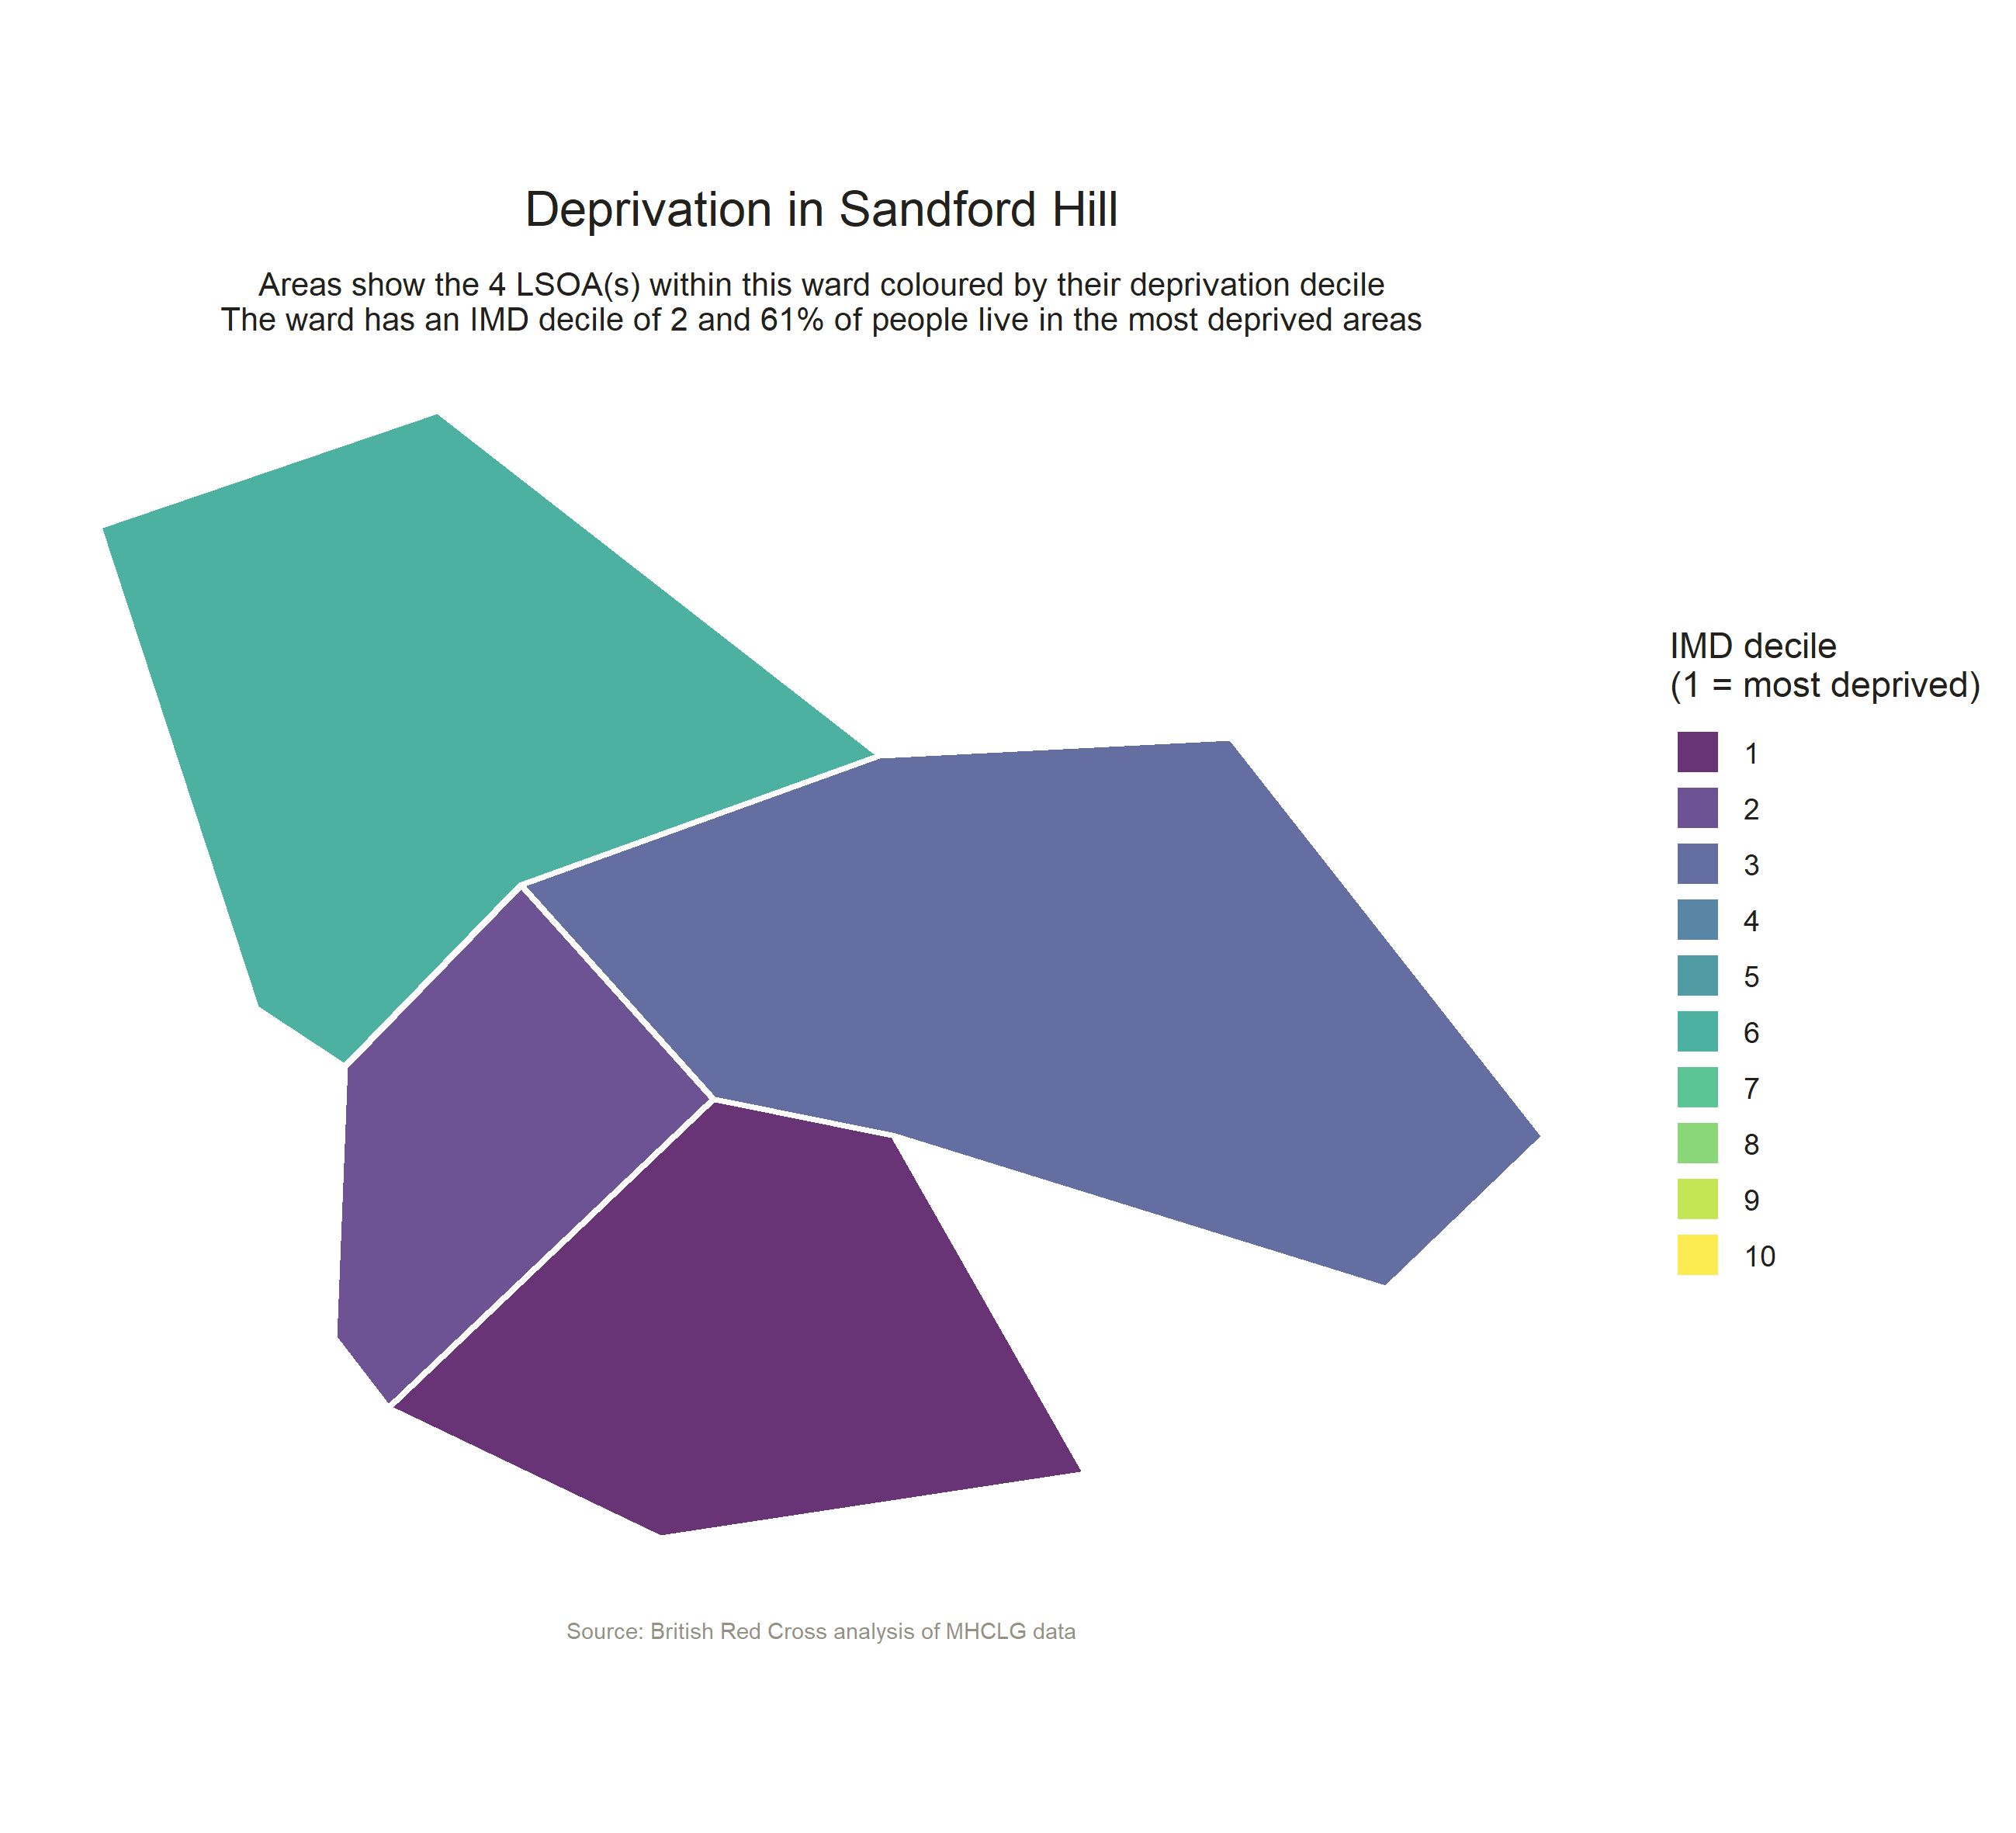 Deprivation in Sandford Hill
Areas show the 4 LSOA(s) within this ward coloured by their deprivation decile
The ward has an IMD decile of 2 and 61% of people live in the most deprived areas
IMD decile
(1 = most deprived)
1
2
3
4
5
6
7
8
9
10
Source: British Red Cross analysis of MHCLG data